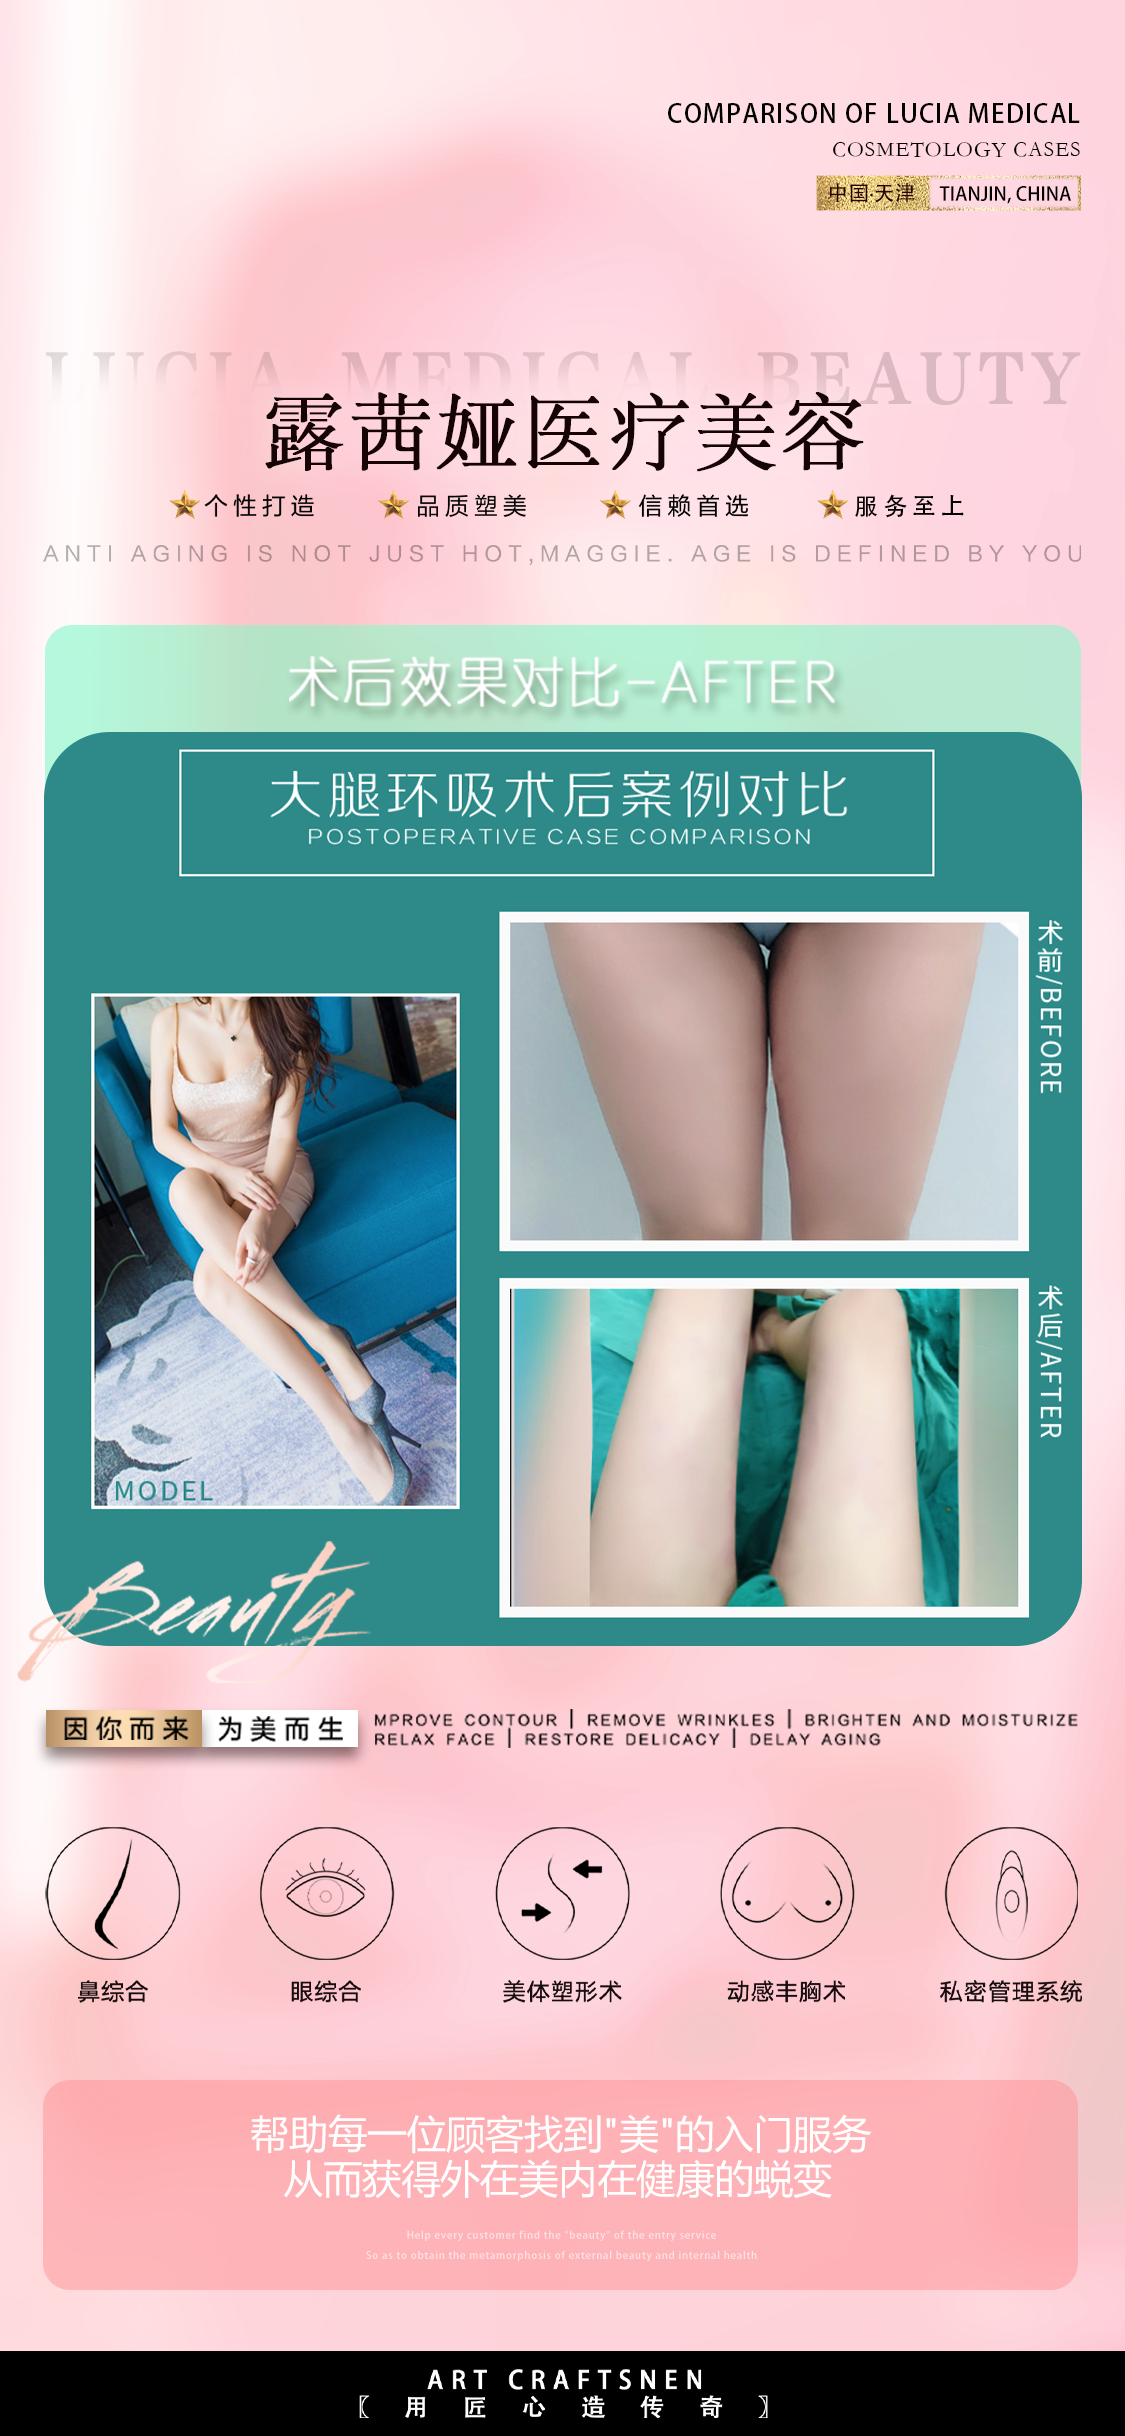 COMPARISON OF LUCIA MEDICAL
COSMETOLOGY CASES
中国·天津 TIANJIN, CHINA
LUCIA MEDICAL BEAUTY
露茜娅医疗美容
个性打造 品质塑美 信赖首选 服务至上
ANTI AGING IS NOT JUST HOT,MAGGIE. AGE IS DEFINED BY YOU
术后效果对比-AFTER
大腿环吸术后案例对比
POSTOPERATIVE CASE COMPARISON
术前/BEFORE
术后/AFTER
MODEL
Beauty
因你而来 为美而生
MPROVE CONTOUR | REMOVE WRINKLES | BRIGHTEN AND MOISTURIZE
RELAX FACE | RESTORE DELICACY | DELAY AGING
鼻综合 眼综合 美体塑形术 动感丰胸术 私密管理系统
帮助每一位顾客找到"美"的入门服务
从而获得外在美内在健康的蜕变
Help every customer find the "beauty" of the entry service
So as to obtain the metamorphosis of external beauty and internal health
ART CRAFTSNEN
〖用匠心造传奇〗